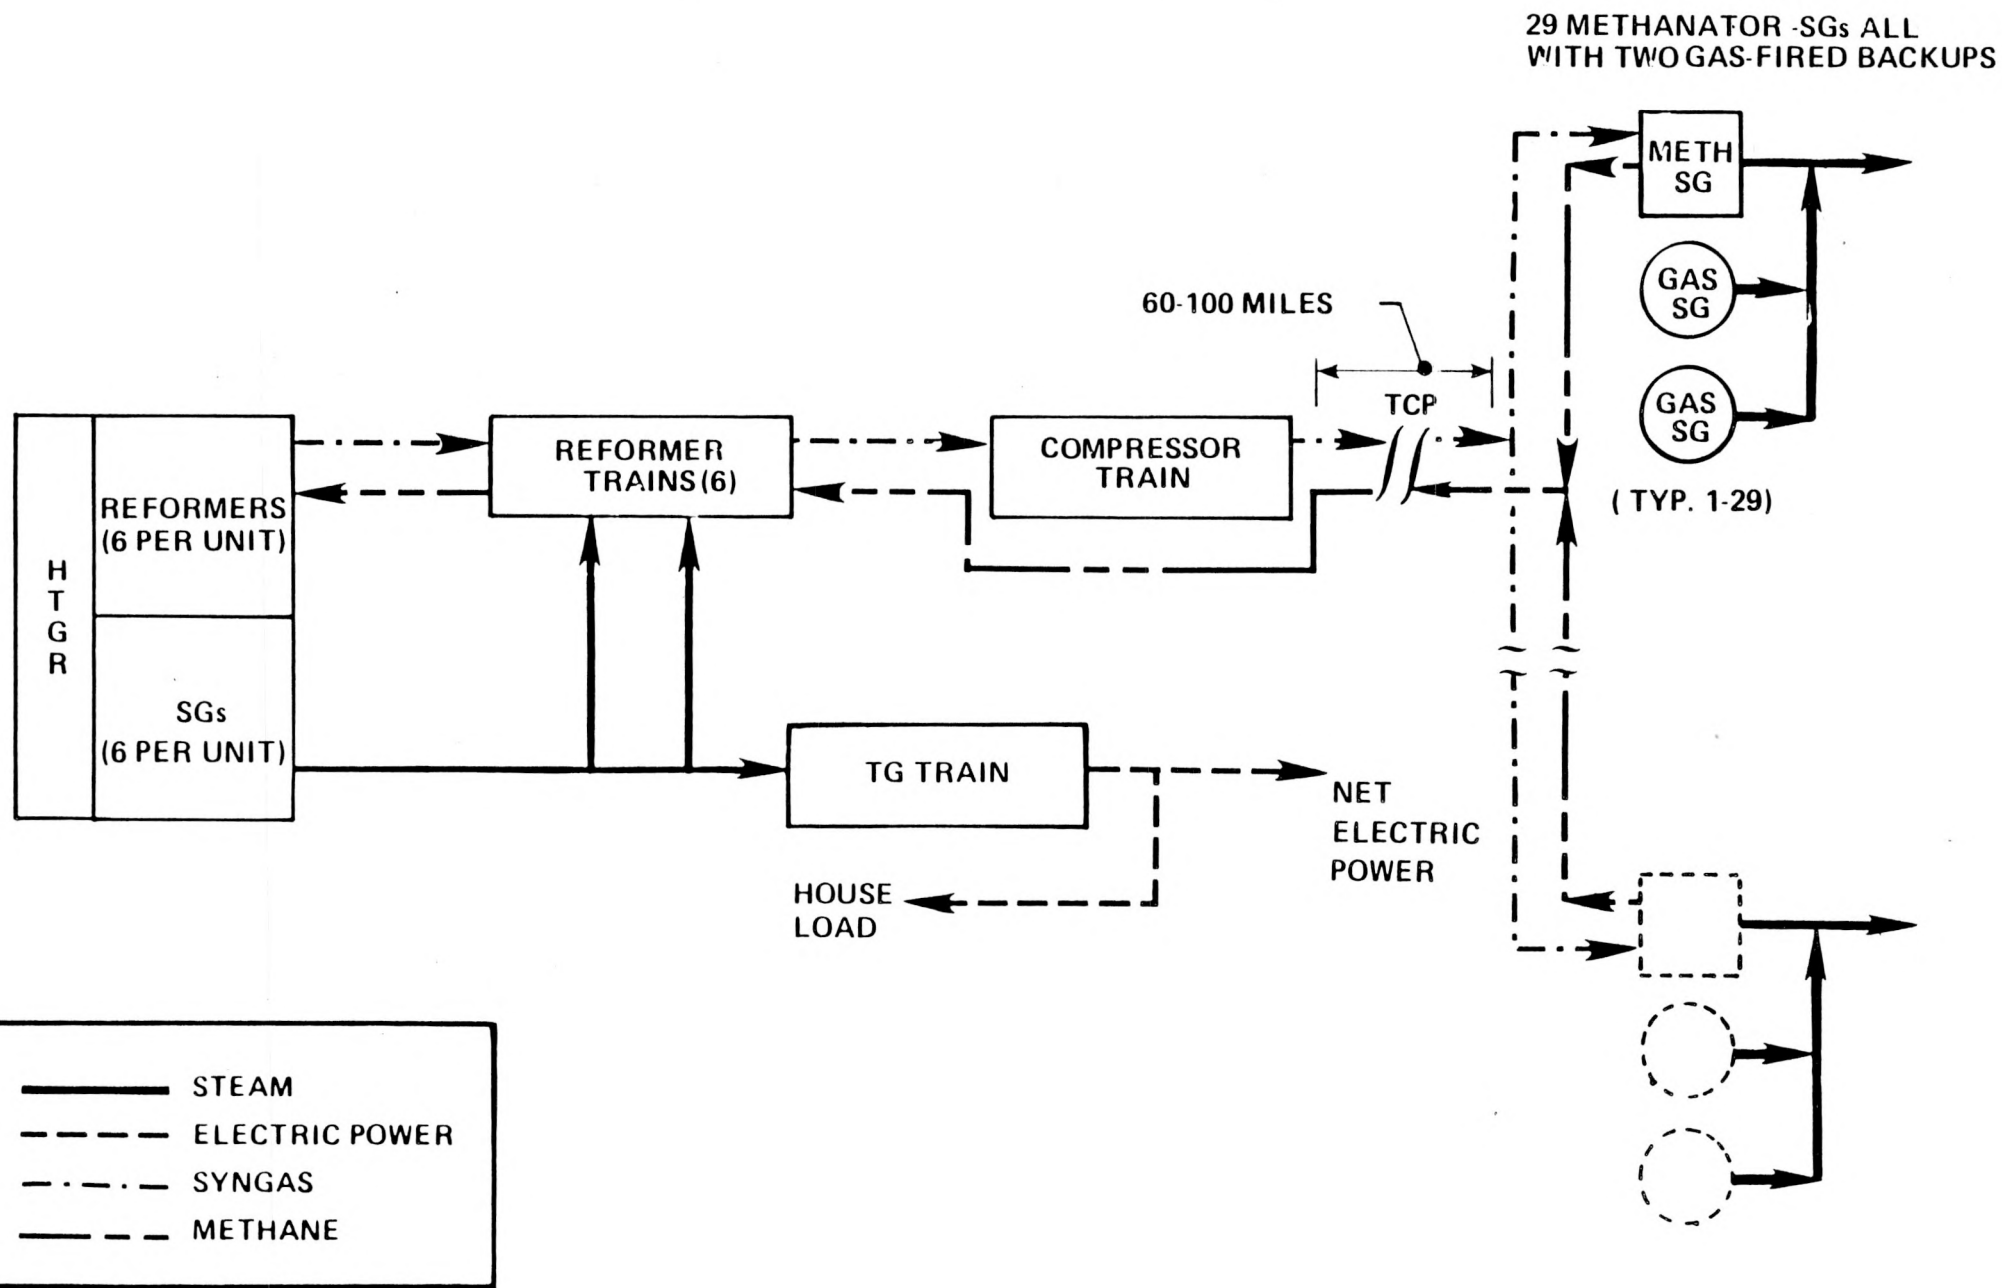 29 METHANATOR -SGs ALL
WITH TWO GAS-FIRED BACKUPS
METH
SG
GAS
SG
60-100 MILES
TCP
GAS
SG
(TYP. 1-29)
H
T
G
R
REFORMERS
(6 PER UNIT)
REFORMER
TRAINS (6)
COMPRESSOR
TRAIN
SGs
(6 PER UNIT)
TG TRAIN
NET
ELECTRIC
POWER
HOUSE
LOAD
STEAM
ELECTRIC POWER
SYNGAS
METHANE